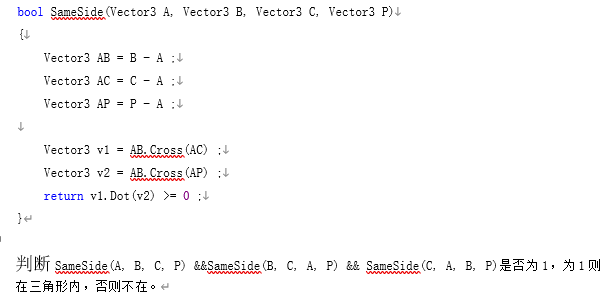 bool SameSide(Vector3 A, Vector3 B, Vector3 C, Vector3 P)↓
{↓
Vector3 AB = B - A ;↓
Vector3 AC = C - A ;↓
Vector3 AP = P - A ;↓
↓
Vector3 v1 = AB.Cross(AC) ;↓
Vector3 v2 = AB.Cross(AP) ;↓
return v1.Dot(v2) >= 0 ;↓
}↵
判断 SameSide(A, B, C, P) &&SameSide(B, C, A, P) && SameSide(C, A, B, P)是否为 1，为 1 则
在三角形内，否则不在。↵